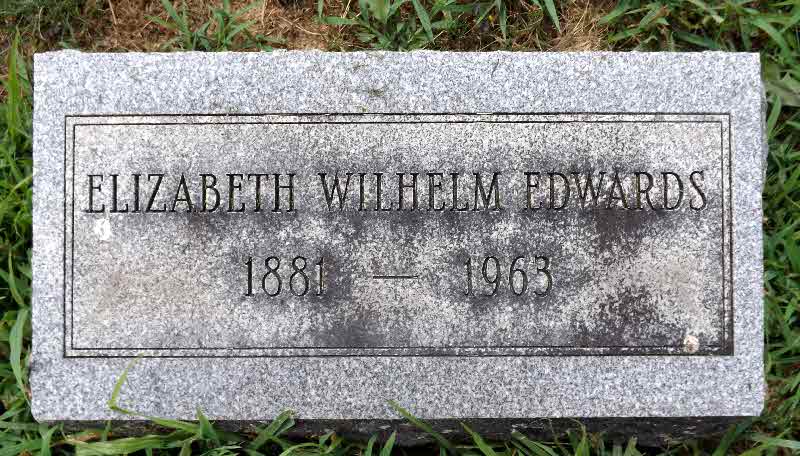 ELIZABETH WILHELM EDWARDS
1881 — 1963